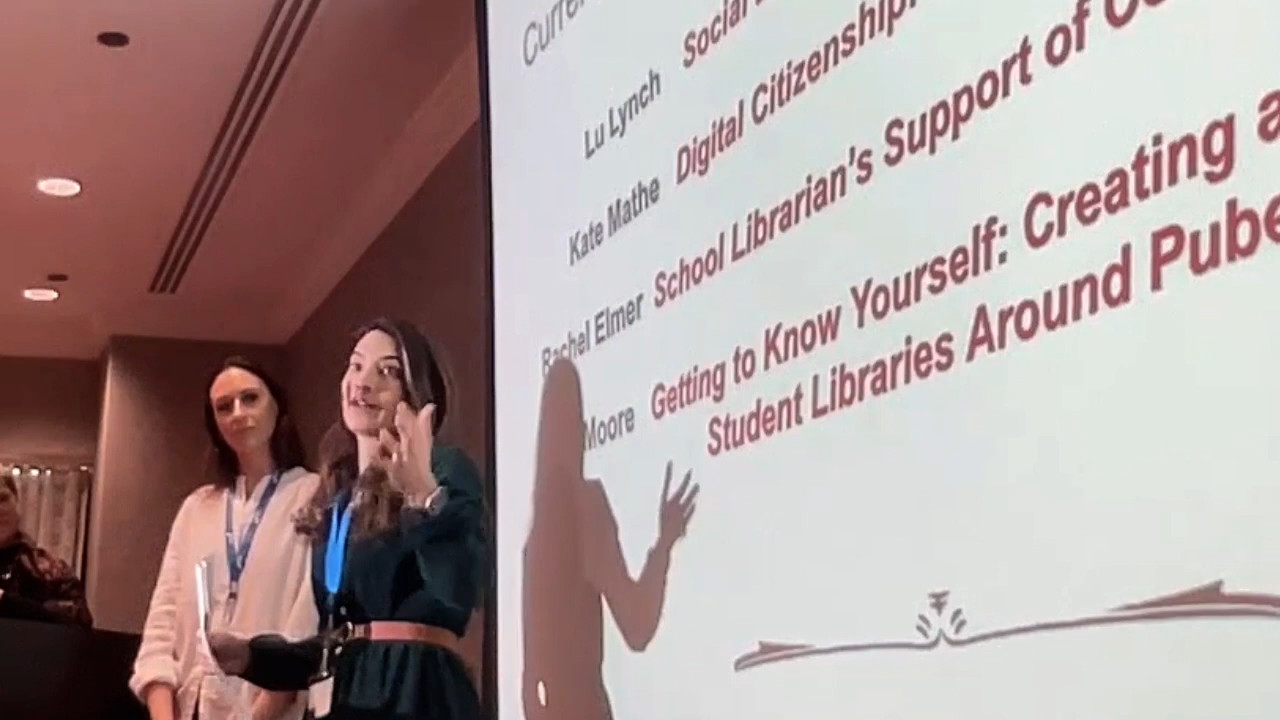 Lu Lynch Social
Kate Mathe Digital Citizenship
Rachel Elmer School Librarian's Support of
Moore Getting to Know Yourself: Creating
Student Libraries Around